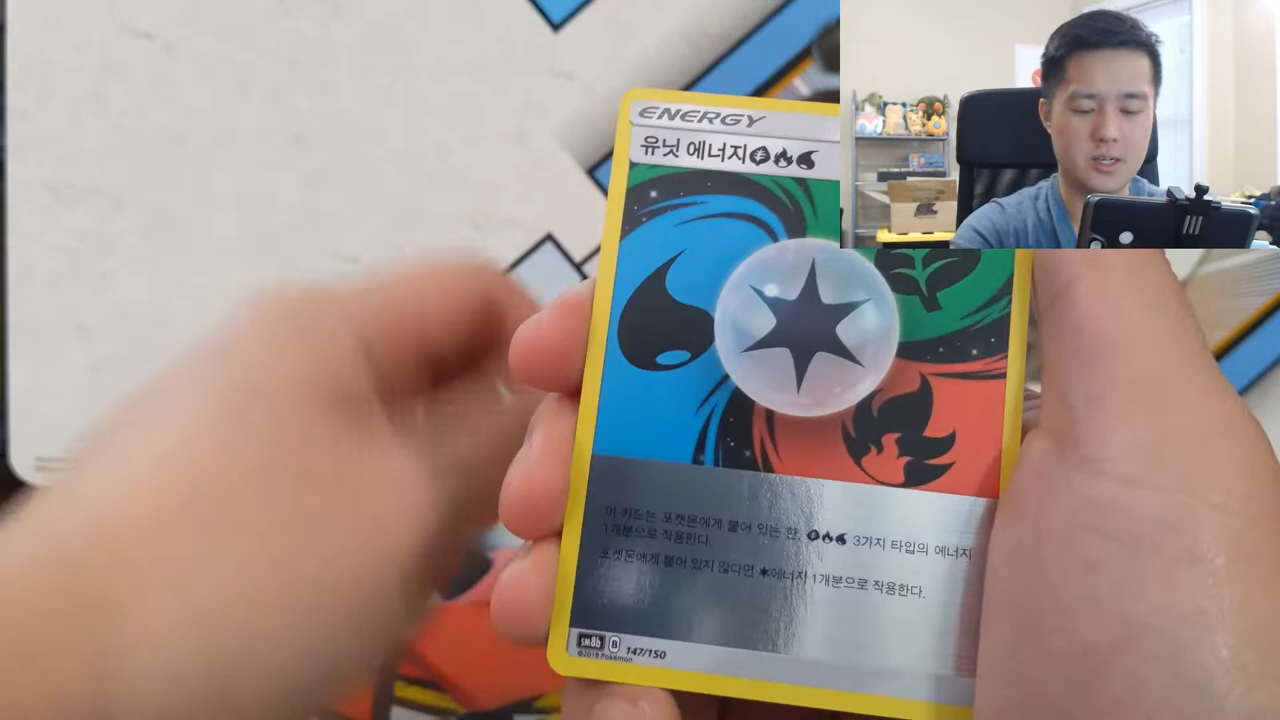 ENERGY
유닛 에너지
이 카드는 포켓몬에게 붙어 있는 한, 3가지 타입의 에너지
1개분으로 작용한다.
포켓몬에게 붙어 있지 않다면 에너지 1개분으로 작용한다.
SM8b B 147/150
©2019 Pokémon